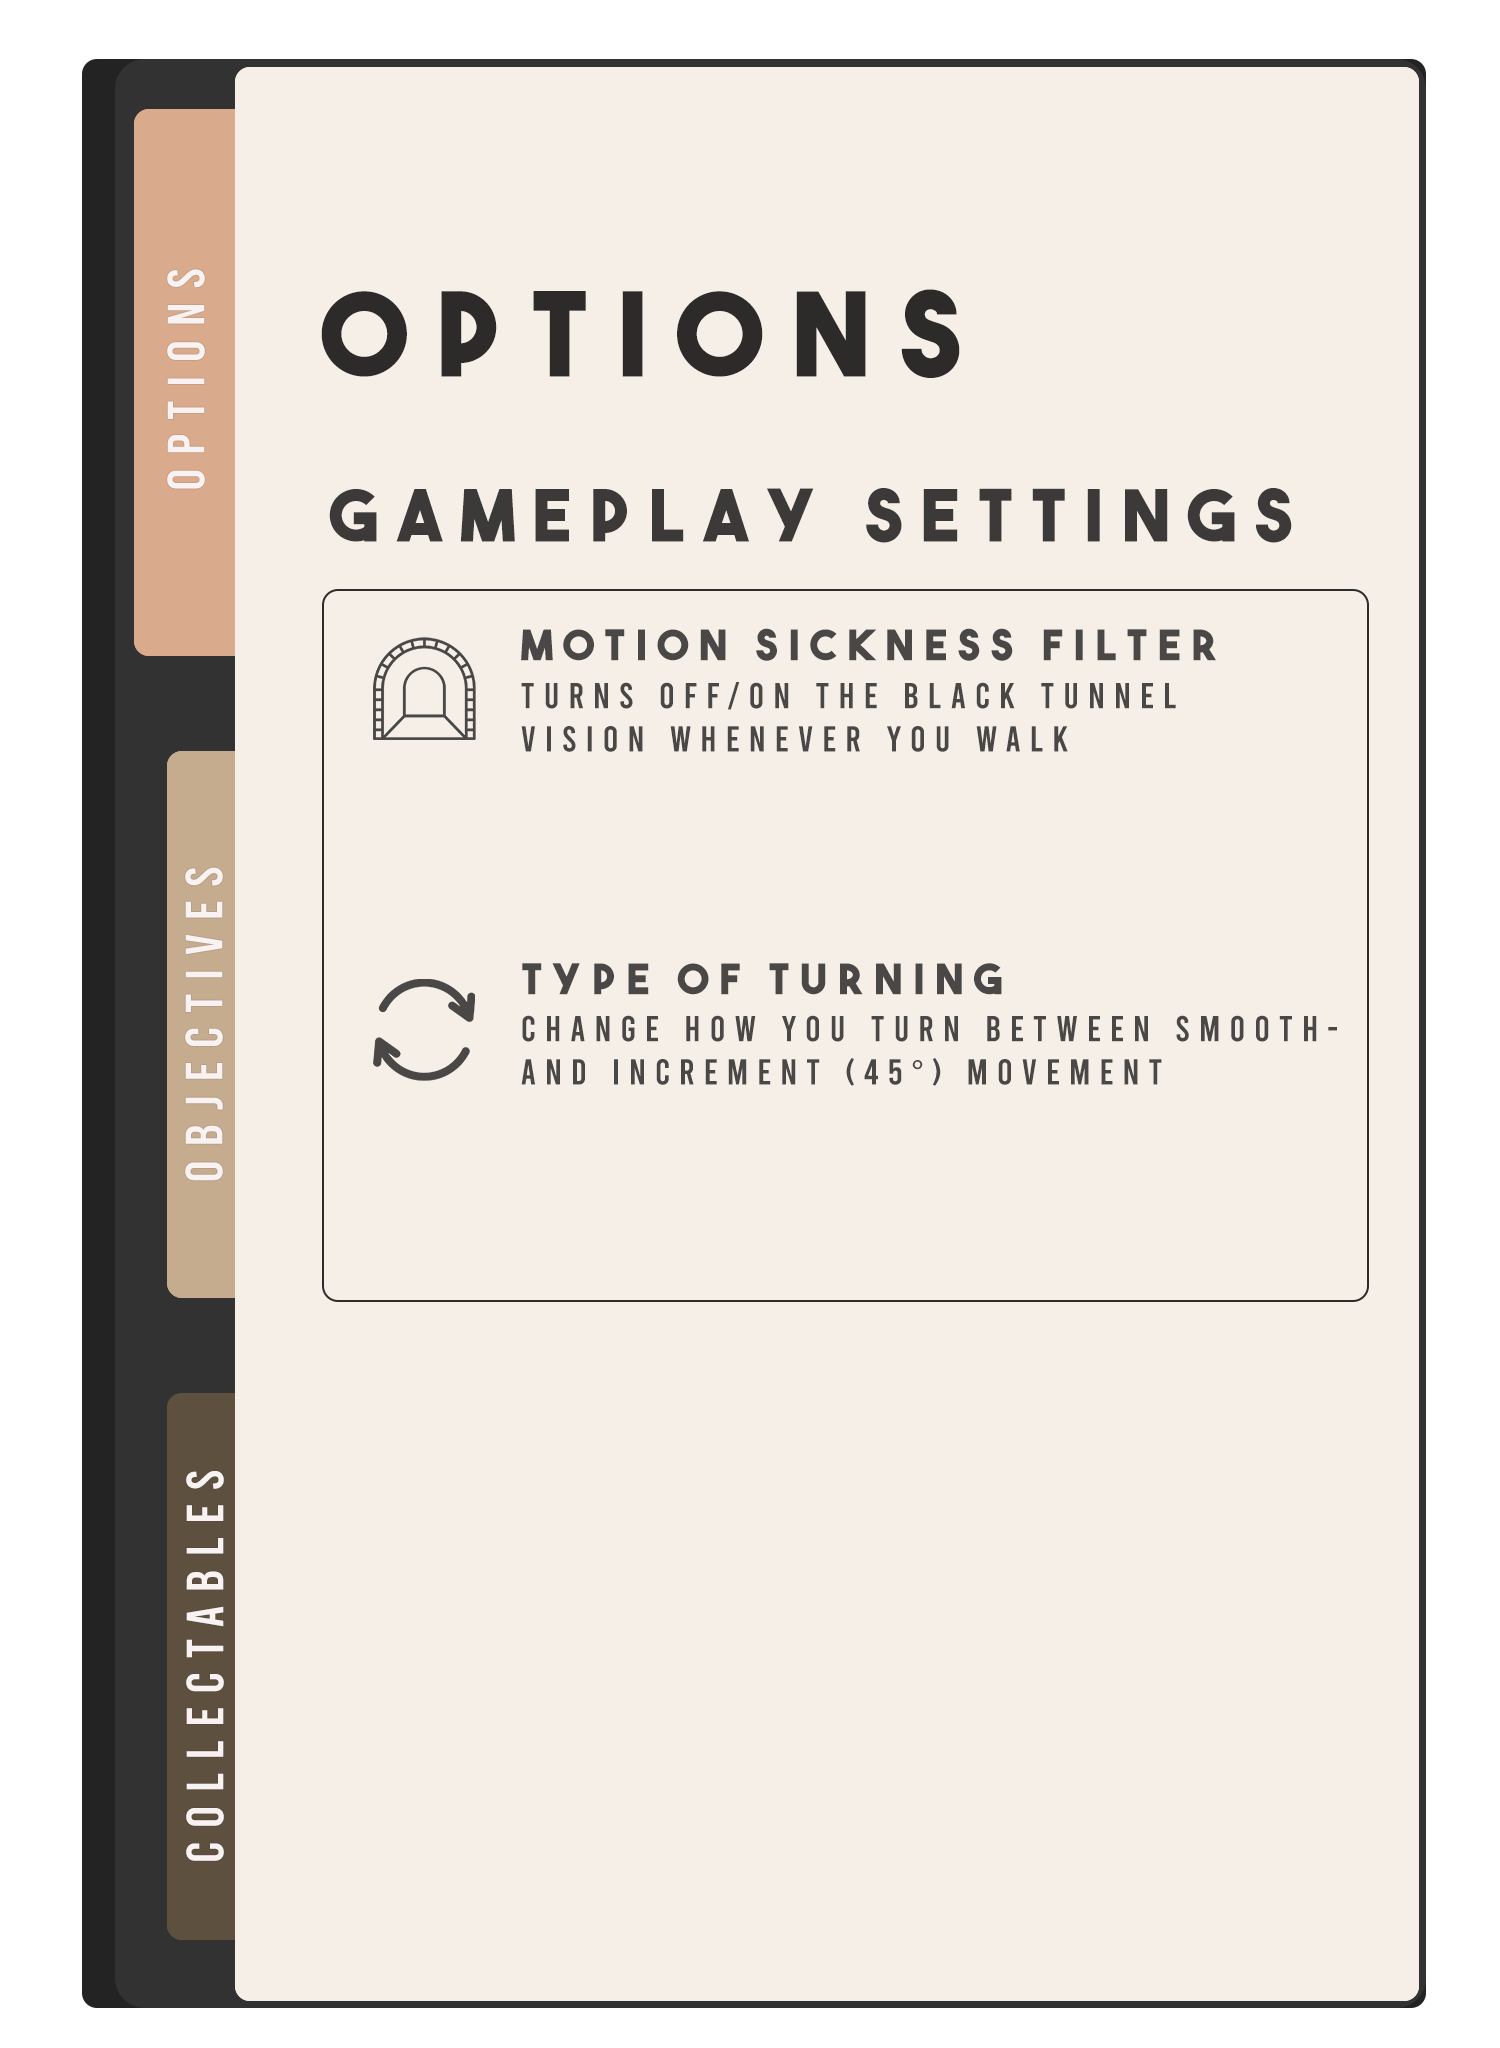 OPTIONS
OBJECTIVES
COLLECTABLES
OPTIONS
GAMEPLAY SETTINGS
MOTION SICKNESS FILTER
TURNS OFF/ON THE BLACK TUNNEL
VISION WHENEVER YOU WALK
TYPE OF TURNING
CHANGE HOW YOU TURN BETWEEN SMOOTH-
AND INCREMENT (45°) MOVEMENT